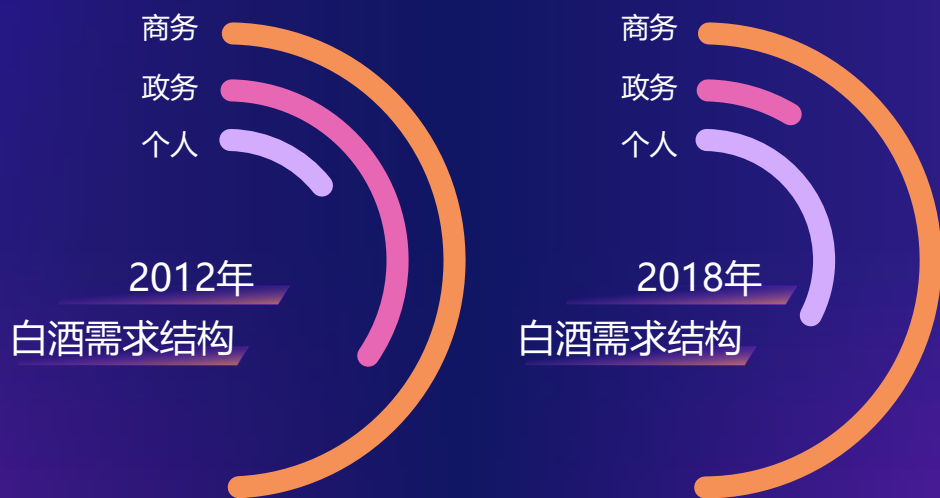 商务
政务
个人
2012年
白酒需求结构
商务
政务
个人
2018年
白酒需求结构